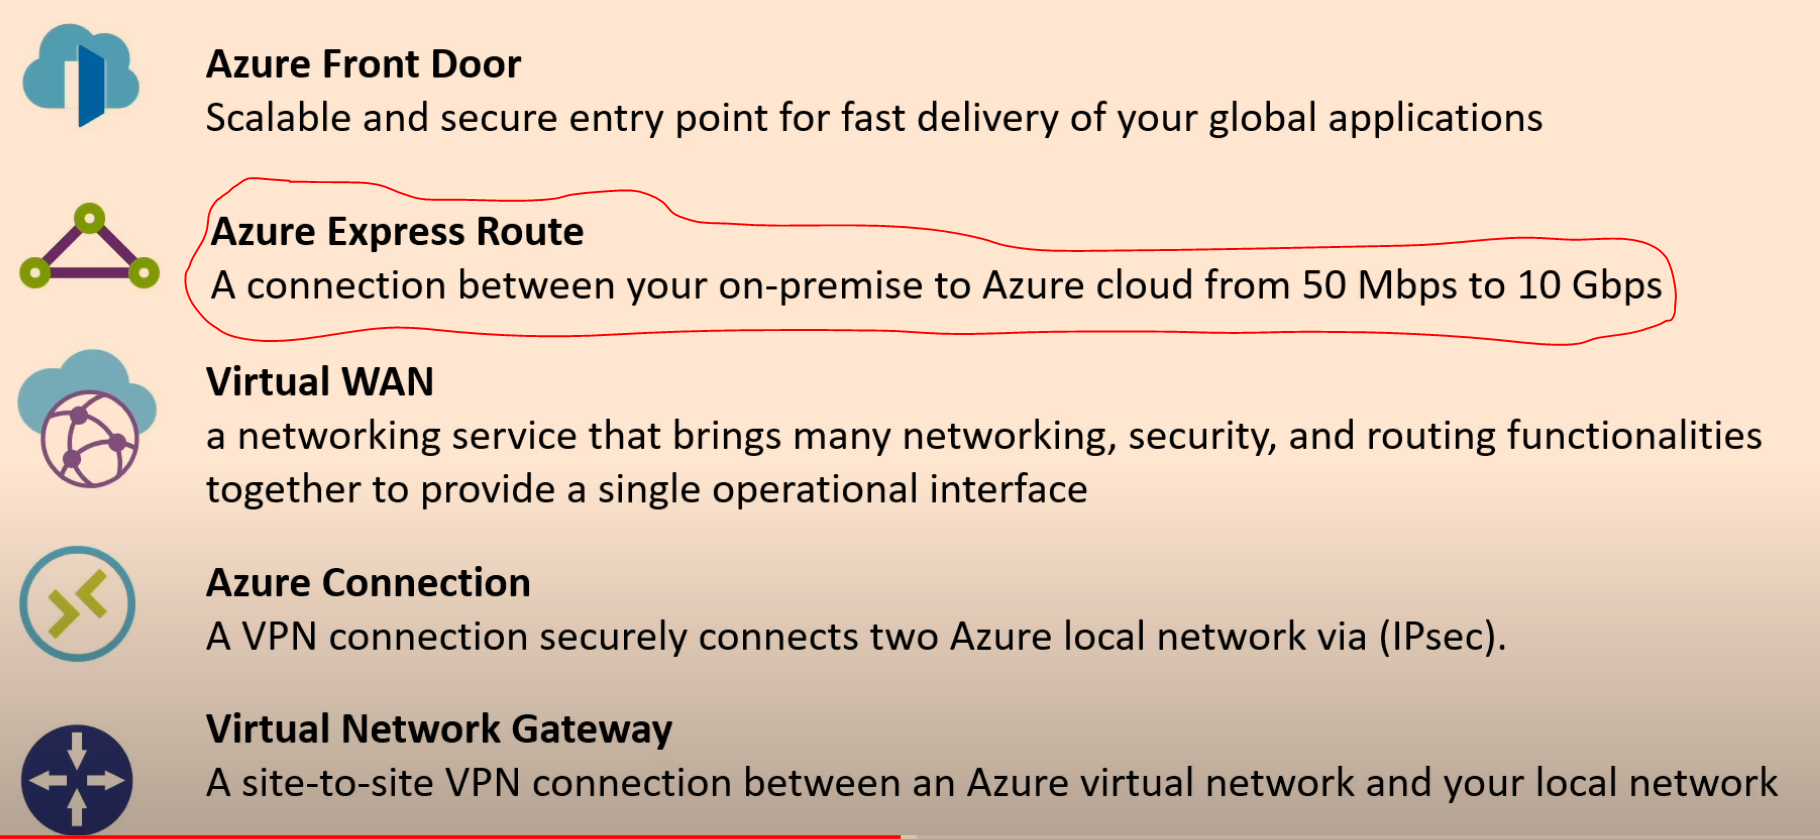 Azure Front Door
Scalable and secure entry point for fast delivery of your global applications
Azure Express Route
A connection between your on-premise to Azure cloud from 50 Mbps to 10 Gbps
Virtual WAN
a networking service that brings many networking, security, and routing functionalities
together to provide a single operational interface
Azure Connection
A VPN connection securely connects two Azure local network via (IPsec).
Virtual Network Gateway
A site-to-site VPN connection between an Azure virtual network and your local network